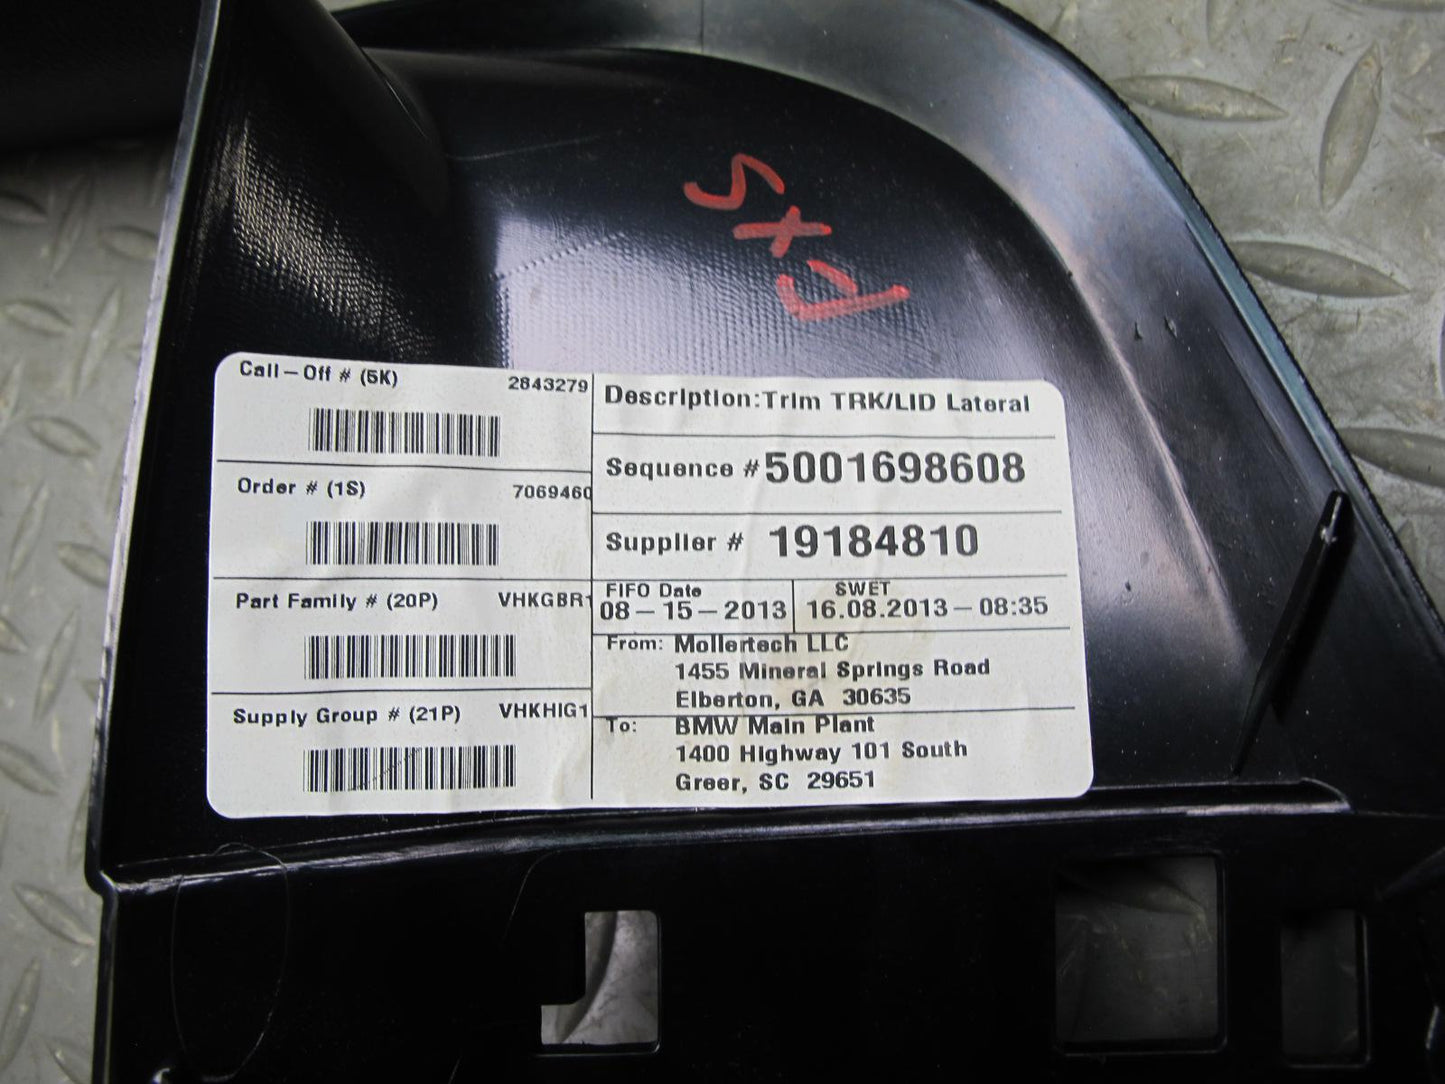 SXA
Call-Off # (5K) 2843279
Order # (1S) 7069460
Part Family # (20P) VHKGBR1
Supply Group # (21P) VHKHIG1
Description:Trim TRK/LID Lateral
Sequence # 5001698608
Supplier # 19184810
FIFO Date
08-15-2013
SWET
16.08.2013-08:35
From: Mollertech LLC
1455 Mineral Springs Road
Elberton, GA 30635
To: BMW Main Plant
1400 Highway 101 South
Greer, SC 29651